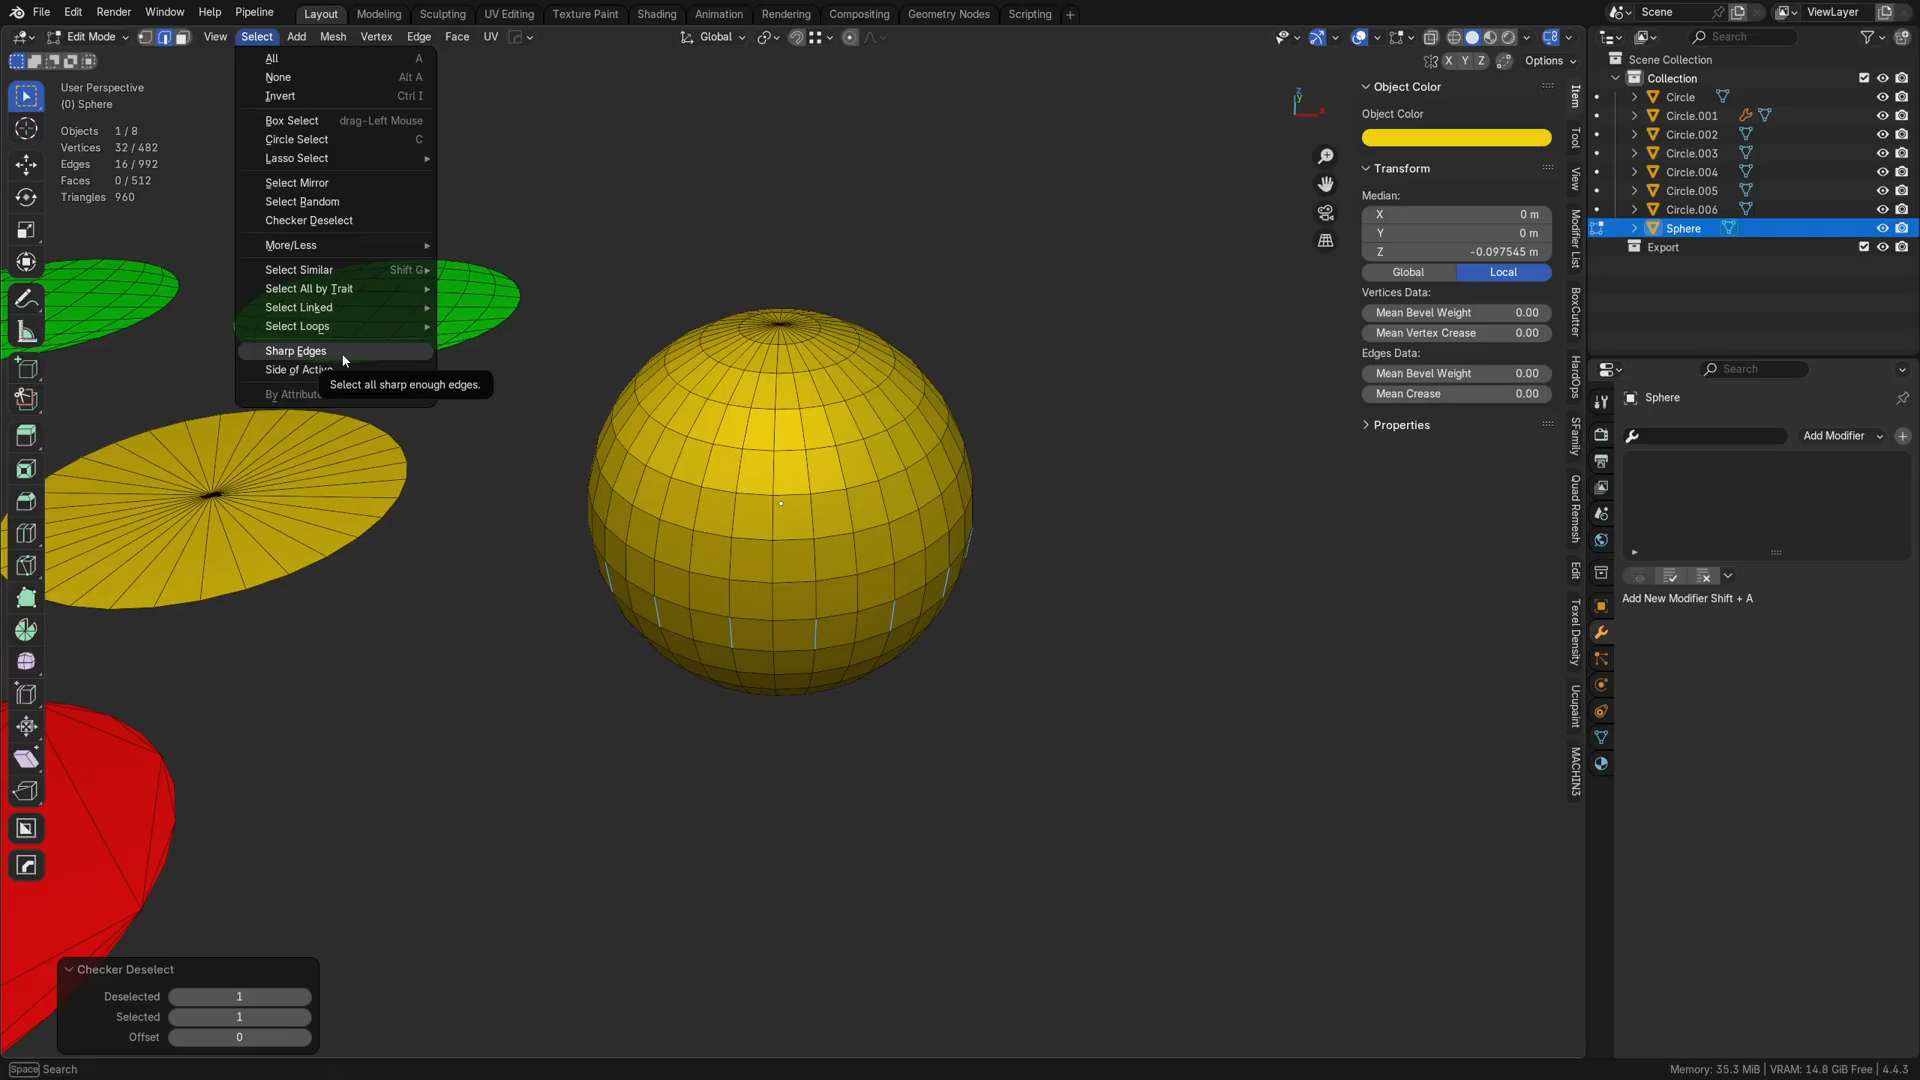 File Edit Render Window Help Pipeline Layout Modeling Sculpting UV Editing Texture Paint Shading Animation Rendering Compositing Geometry Nodes Scripting + Scene ViewLayer
Edit Mode View Select Add Mesh Vertex Edge Face UV Global Search
X Y Z Options
User Perspective
(0) Sphere
Objects 1 / 8
Vertices 32 / 482
Edges 16 / 992
Faces 0 / 512
Triangles 960
All A
None Alt A
Invert Ctrl I
Box Select drag-Left Mouse
Circle Select C
Lasso Select
Select Mirror
Select Random
Checker Deselect
More/Less
Select Similar Shift G
Select All by Trait
Select Linked
Select Loops
Sharp Edges
Side of Active
Select all sharp enough edges.
By Attribute
Z
Y
X
Object Color
Object Color
Transform
Median:
X 0 m
Y 0 m
Z -0.097545 m
Global Local
Vertices Data:
Mean Bevel Weight 0.00
Mean Vertex Crease 0.00
Edges Data:
Mean Bevel Weight 0.00
Mean Crease 0.00
Properties
Item
Tool
View
Modifier List
BoxCutter
HardOps
SFamily
Quad Remesh
Edit
Texel Density
Ucupaint
MACHIN3
Scene Collection
Collection
Circle
Circle.001
Circle.002
Circle.003
Circle.004
Circle.005
Circle.006
Sphere
Export
Search
Sphere
Add Modifier
Add New Modifier Shift + A
Checker Deselect
Deselected 1
Selected 1
Offset 0
Space Search
Memory: 35.3 MiB | VRAM: 14.8 GiB Free | 4.4.3